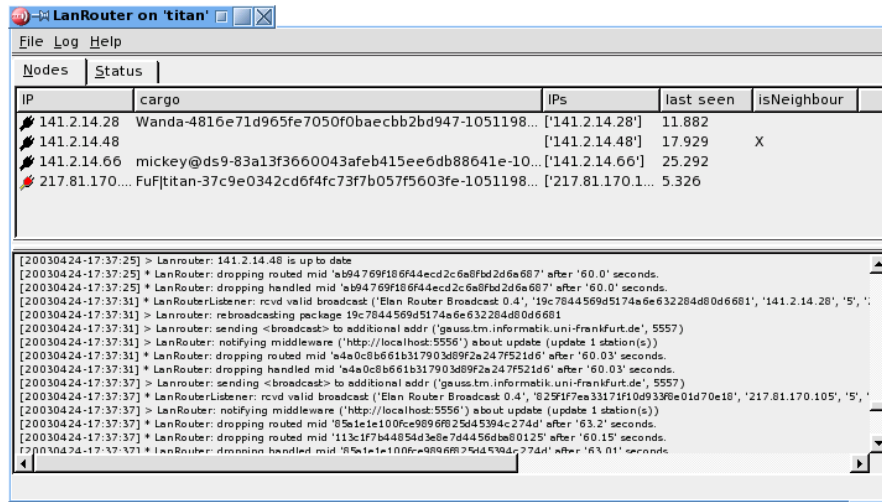 LanRouter on 'titan'
File Log Help
Nodes Status
IP cargo IPs last seen isNeighbour
141.2.14.28 Wanda-4816e71d965fe7050f0baecbb2bd947-1051198... ['141.2.14.28'] 11.882
141.2.14.48 ['141.2.14.48'] 17.929 X
141.2.14.66 mickey@ds9-83a13f3660043afeb415ee6db88641e-10... ['141.2.14.66'] 25.292
217.81.170.... FuF|titan-37c9e0342cd6f4fc73f7b057f5603fe-1051198... ['217.81.170.1... 5.326
[20030424-17:37:25] > Lanrouter: 141.2.14.48 is up to date
[20030424-17:37:25] * LanRouter: dropping routed mid 'ab94769f186f44ecd2c6a8fbd2d6a687' after '60.0' seconds.
[20030424-17:37:25] * LanRouter: dropping handled mid 'ab94769f186f44ecd2c6a8fbd2d6a687' after '60.0' seconds.
[20030424-17:37:31] * LanRouterListener: rcvd valid broadcast ('Elan Router Broadcast 0.4', '19c7844569d5174a6e632284d80d6681', '141.2.14.28', '5',
[20030424-17:37:31] > Lanrouter: rebroadcasting package 19c7844569d5174a6e632284d80d6681
[20030424-17:37:31] > Lanrouter: sending <broadcast> to additional addr ('gauss.tm.informatik.uni-frankfurt.de', 5557)
[20030424-17:37:31] > LanRouter: notifying middleware ('http://localhost:5556') about update (update 1 station(s))
[20030424-17:37:31] * LanRouter: dropping routed mid 'a4a0c8b661b317903d89f2a247f521d6' after '60.03' seconds.
[20030424-17:37:31] * LanRouter: dropping handled mid 'a4a0c8b661b317903d89f2a247f521d6' after '60.03' seconds.
[20030424-17:37:37] > Lanrouter: sending <broadcast> to additional addr ('gauss.tm.informatik.uni-frankfurt.de', 5557)
[20030424-17:37:37] * LanRouterListener: rcvd valid broadcast ('Elan Router Broadcast 0.4', '825f1f7ea33171f10d933f8e01d70e18', '217.81.170.105', '5',
[20030424-17:37:37] > LanRouter: notifying middleware ('http://localhost:5556') about update (update 1 station(s))
[20030424-17:37:37] * LanRouter: dropping routed mid '85a1e1e100fce9896f825d45394c274d' after '63.2' seconds.
[20030424-17:37:37] * LanRouter: dropping routed mid '113c1f7b44854d3e8e7d4456dba80125' after '60.15' seconds.
[20030424-17:37:37] * LanRouter: dropping handled mid '85a1e1e100fce9896f825d45394c274d' after '63.01' seconds.